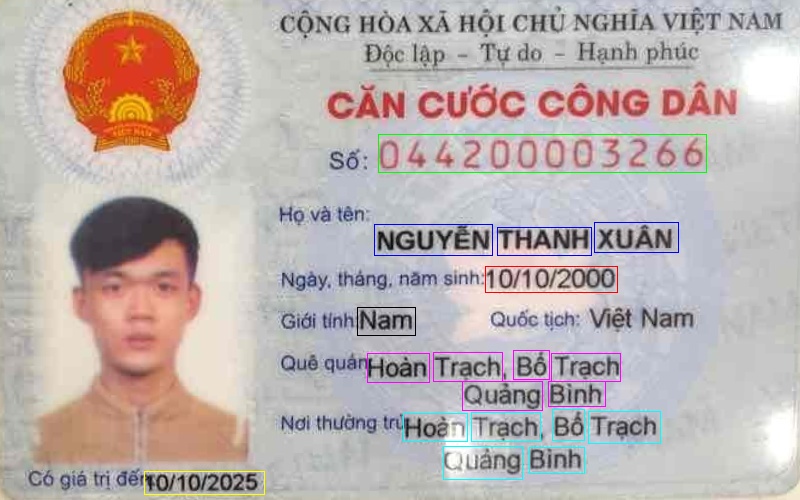 CỘNG HÒA XÃ HỘI CHỦ NGHĨA VIỆT NAM
Độc lập – Tự do – Hạnh phúc
CĂN CƯỚC CÔNG DÂN
Số: 044200003266
Họ và tên:
NGUYỄN THANH XUÂN
Ngày, tháng, năm sinh: 10/10/2000
Giới tính: Nam Quốc tịch: Việt Nam
Quê quán: Hoàn Trạch, Bố Trạch
Quảng Bình
Nơi thường trú: Hoàn Trạch, Bố Trạch
Quảng Bình
Có giá trị đến: 10/10/2025
VIỆT NAM